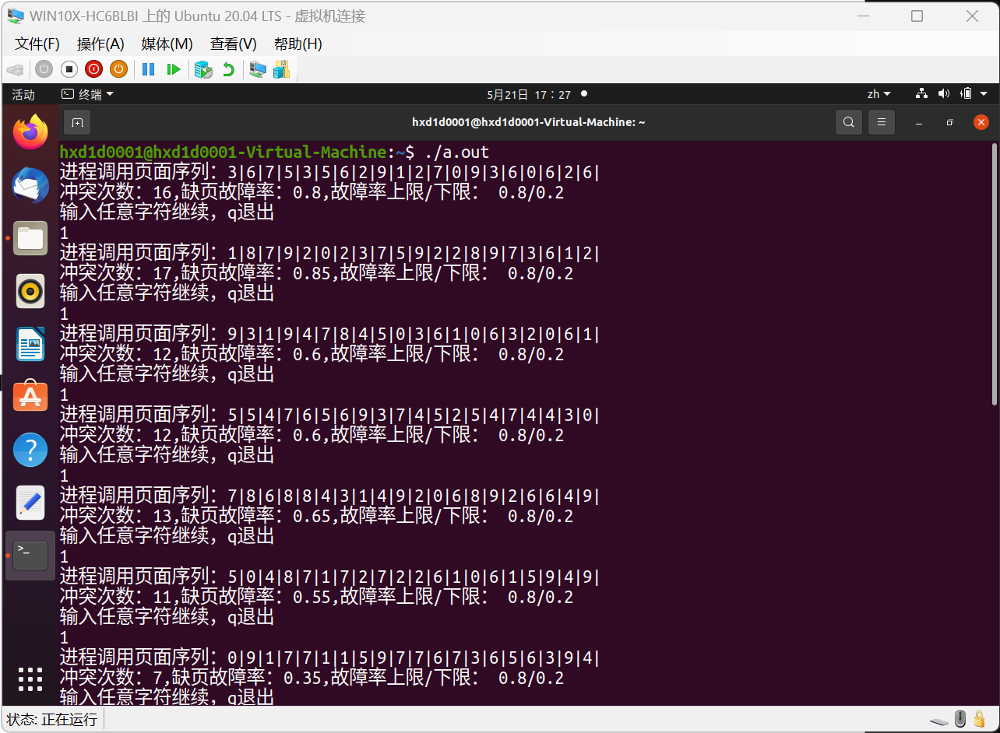 WIN10X-HC6BLBI 上的 Ubuntu 20.04 LTS - 虚拟机连接
文件(F) 操作(A) 媒体(M) 查看(V) 帮助(H)
活动 终端 5月21日 17：27 zh
hxd1d0001@hxd1d0001-Virtual-Machine: ~
hxd1d0001@hxd1d0001-Virtual-Machine:~$ ./a.out
进程调用页面序列：3|6|7|5|3|5|6|2|9|1|2|7|0|9|3|6|0|6|2|6|
冲突次数：16,缺页故障率：0.8,故障率上限/下限： 0.8/0.2
输入任意字符继续，q退出
1
进程调用页面序列：1|8|7|9|2|0|2|3|7|5|9|2|2|8|9|7|3|6|1|2|
冲突次数：17,缺页故障率：0.85,故障率上限/下限： 0.8/0.2
输入任意字符继续，q退出
1
进程调用页面序列：9|3|1|9|4|7|8|4|5|0|3|6|1|0|6|3|2|0|6|1|
冲突次数：12,缺页故障率：0.6,故障率上限/下限： 0.8/0.2
输入任意字符继续，q退出
1
进程调用页面序列：5|5|4|7|6|5|6|9|3|7|4|5|2|5|4|7|4|4|3|0|
冲突次数：12,缺页故障率：0.6,故障率上限/下限： 0.8/0.2
输入任意字符继续，q退出
1
进程调用页面序列：7|8|6|8|8|4|3|1|4|9|2|0|6|8|9|2|6|6|4|9|
冲突次数：13,缺页故障率：0.65,故障率上限/下限： 0.8/0.2
输入任意字符继续，q退出
1
进程调用页面序列：5|0|4|8|7|1|7|2|7|2|2|6|1|0|6|1|5|9|4|9|
冲突次数：11,缺页故障率：0.55,故障率上限/下限： 0.8/0.2
输入任意字符继续，q退出
1
进程调用页面序列：0|9|1|7|7|1|1|5|9|7|7|6|7|3|6|5|6|3|9|4|
冲突次数：7,缺页故障率：0.35,故障率上限/下限： 0.8/0.2
输入任意字符继续，q退出
状态: 正在运行